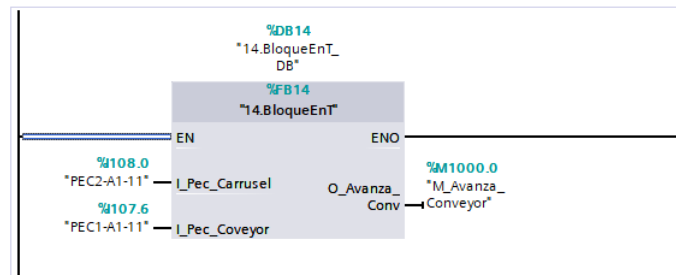 %DB14
"14.BloqueEnT_
DB"
%FB14
"14.BloqueEnT"
EN
ENO
%I108.0
"PEC2-A1-11"
I_Pec_Carrusel
%I107.6
"PEC1-A1-11"
I_Pec_Coveyor
O_Avanza_
Conv
%M1000.0
"M_Avanza_
Conveyor"